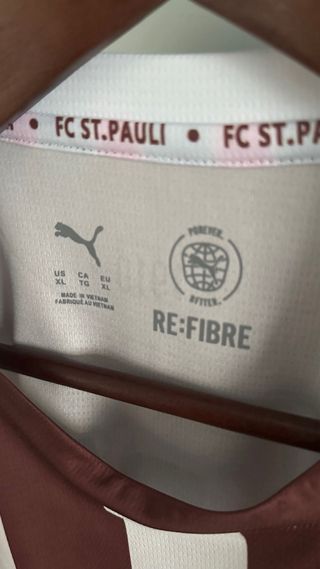 FC ST.PAULI FC ST.PA
FOREVER.
BETTER.
US CA EU
XL TG XL
MADE IN VIETNAM
FABRIQUÉ AU VIETNAM
RE:FIBRE